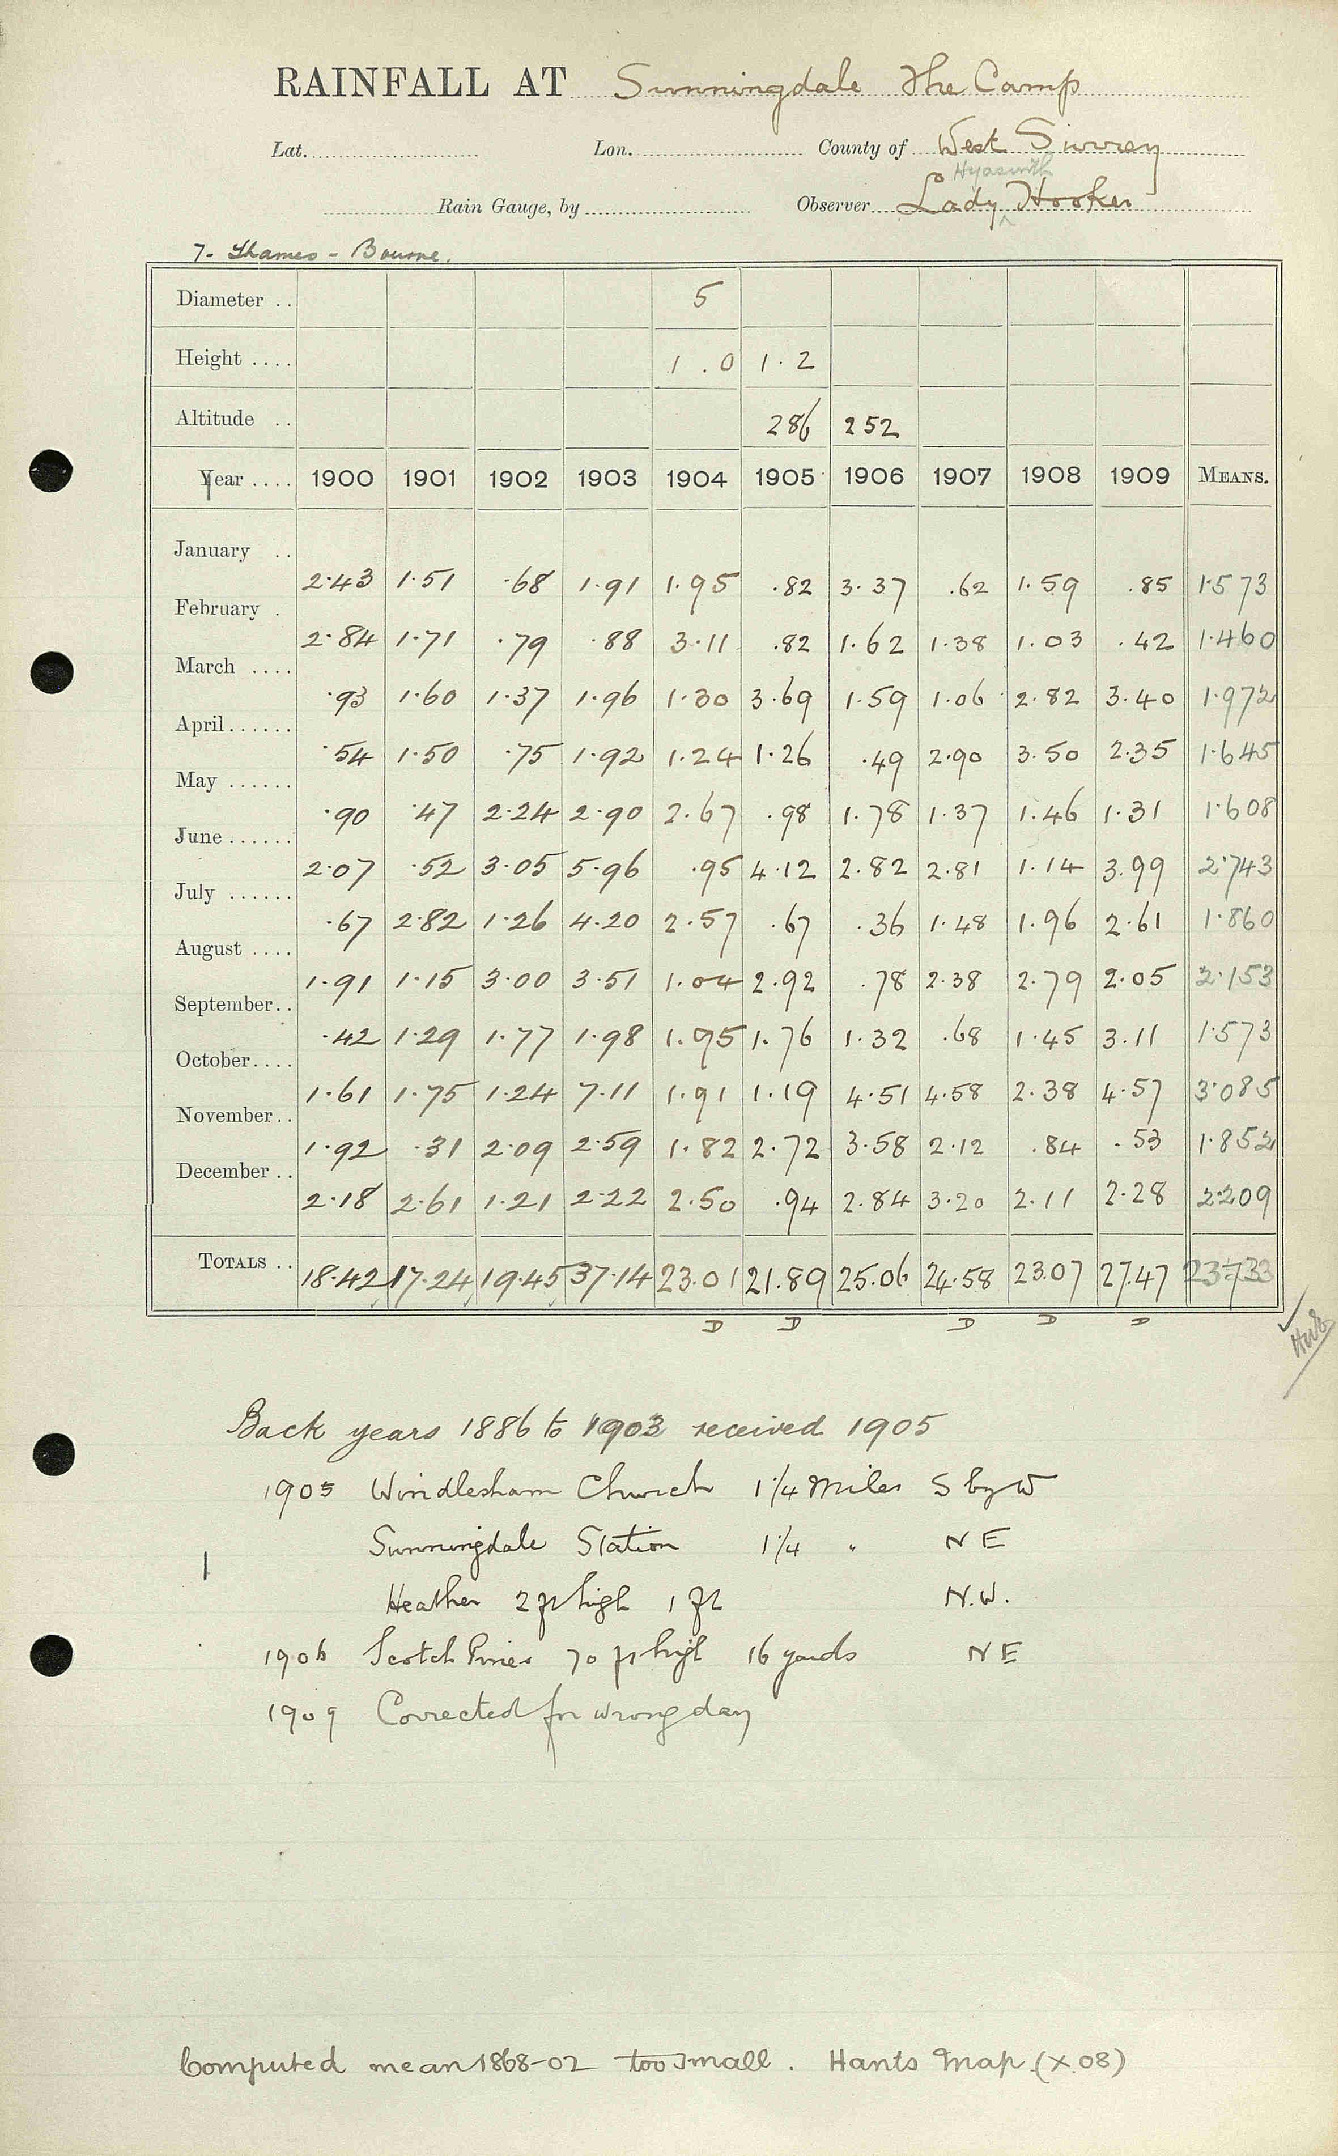 RAINFALL AT Sunningdale The Camp
Lat. Lon. County of West Surrey
Hyacinth
Rain Gauge, by Observer Lady ^ Hooker
7. Thames - Bourne.
Diameter .. 5
Height .... 1.0 1.2
Altitude .. 286 252
Year .... 1900 1901 1902 1903 1904 1905 1906 1907 1908 1909 MEANS.
January .. 2.43 1.51 .68 1.91 1.95 .82 3.37 .62 1.59 .85 1.573
February . 2.84 1.71 .79 .88 3.11 .82 1.62 1.38 1.03 .42 1.460
March .... .93 1.60 1.37 1.96 1.30 3.69 1.59 1.06 2.82 3.40 1.972
April...... .54 1.50 .75 1.92 1.24 1.26 .49 2.90 3.50 2.35 1.645
May ...... .90 .47 2.24 2.90 2.67 .98 1.78 1.37 1.46 1.31 1.608
June...... 2.07 .52 3.05 5.96 .95 4.12 2.82 2.81 1.14 3.99 2.743
July ...... .67 2.82 1.26 4.20 2.57 .67 .36 1.48 1.96 2.61 1.860
August .... 1.91 1.15 3.00 3.51 1.04 2.92 .78 2.38 2.79 2.05 2.153
September.. .42 1.29 1.77 1.98 1.95 1.76 1.32 .68 1.45 3.11 1.573
October.... 1.61 1.75 1.24 7.11 1.91 1.19 4.51 4.58 2.38 4.57 3.085
November.. 1.92 .31 2.09 2.59 1.82 2.72 3.58 2.12 .84 .53 1.852
December .. 2.18 2.61 1.21 2.22 2.50 .94 2.84 3.20 2.11 2.28 2.209
TOTALS .. 18.42 17.24 19.45 37.14 23.01 21.89 25.06 24.58 23.07 27.47 23.733
D D D D D
Back years 1886 to 1903 received 1905
1905 Windlesham Church 1 1/4 Miles S by W
Sunningdale Station 1 1/4 " NE
Heather 2 ft high 1 ft N.W.
1906 Scotch Pines 70 ft high 16 yards NE
1909 Corrected for wrong day
Computed mean 1868-02 too small. Hants Map (x.08)